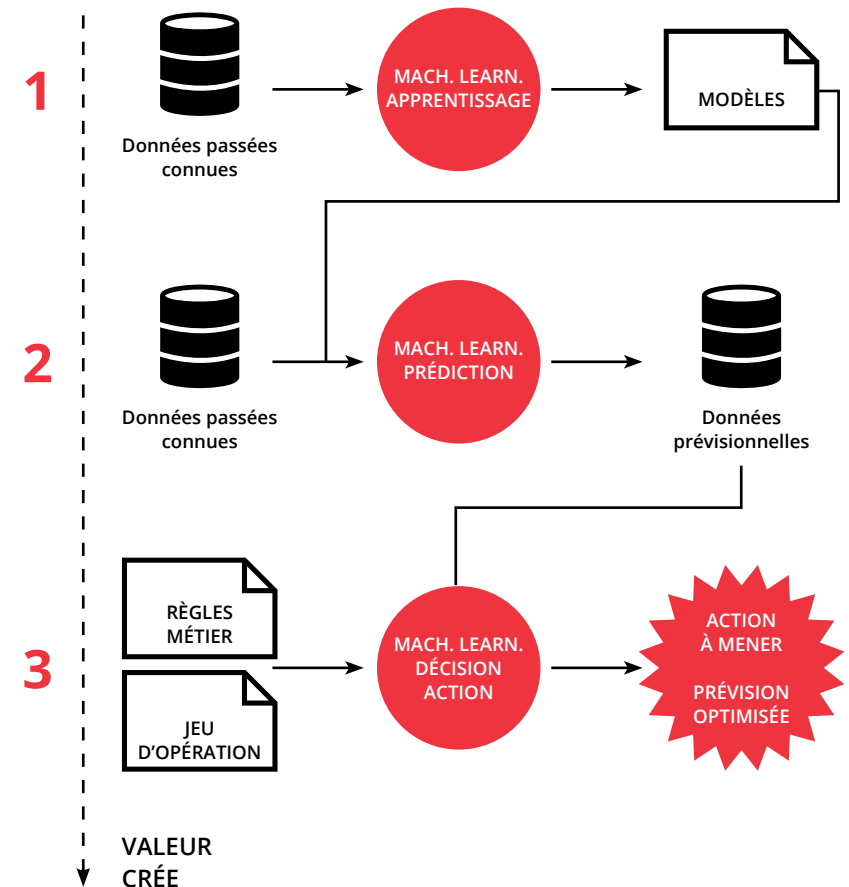 1
MACH. LEARN.
APPRENTISSAGE
MODÈLES
Données passées
connues
2
MACH. LEARN.
PRÉDICTION
Données passées
connues
Données
prévisionnelles
3
RÈGLES
MÉTIER
JEU
D'OPÉRATION
MACH. LEARN.
DÉCISION
ACTION
ACTION
À MENER
PRÉVISION
OPTIMISÉE
VALEUR
CRÉE